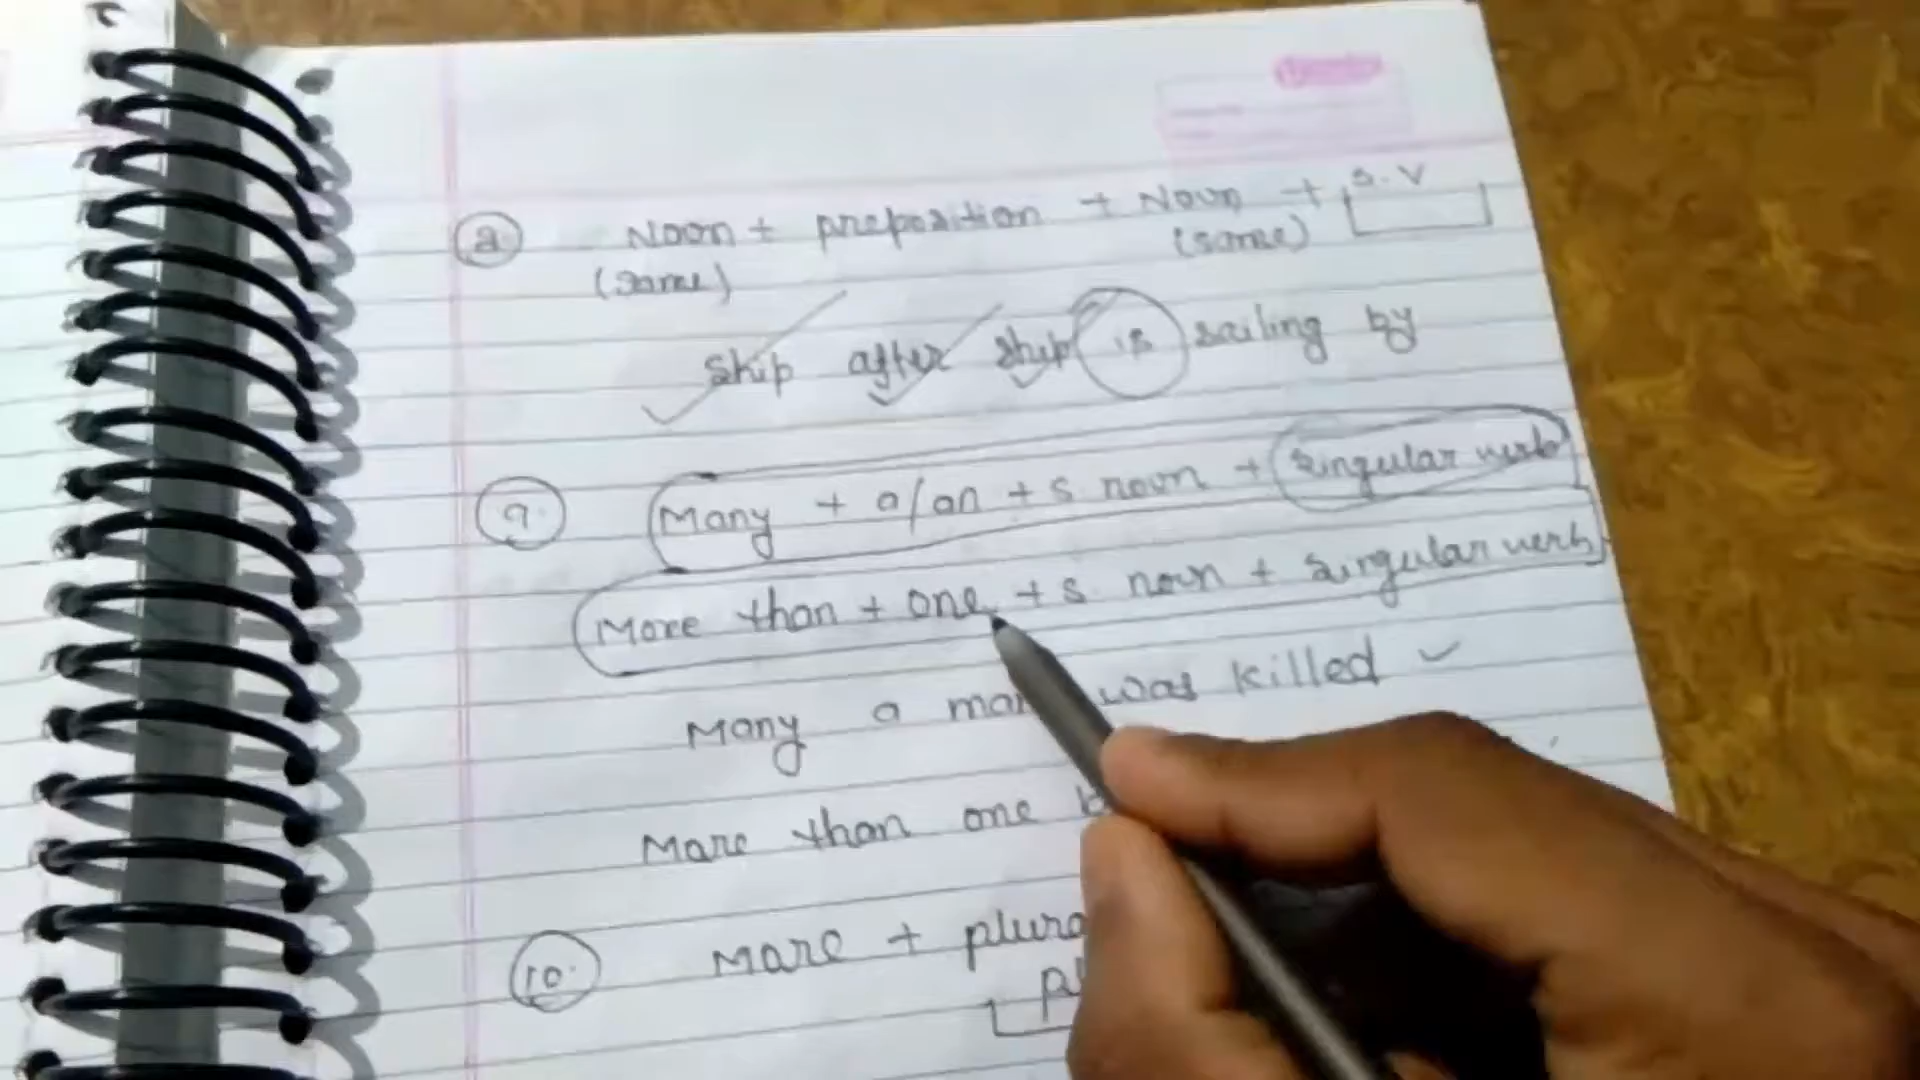 8. Noun + preposition + Noun + S.V
(same) (same)
ship after ship is sailing by
9. Many + a/an + s. noun + singular verb
More than + one + s. noun + singular verb
Many a man was killed ✓
More than one
10. More + plura